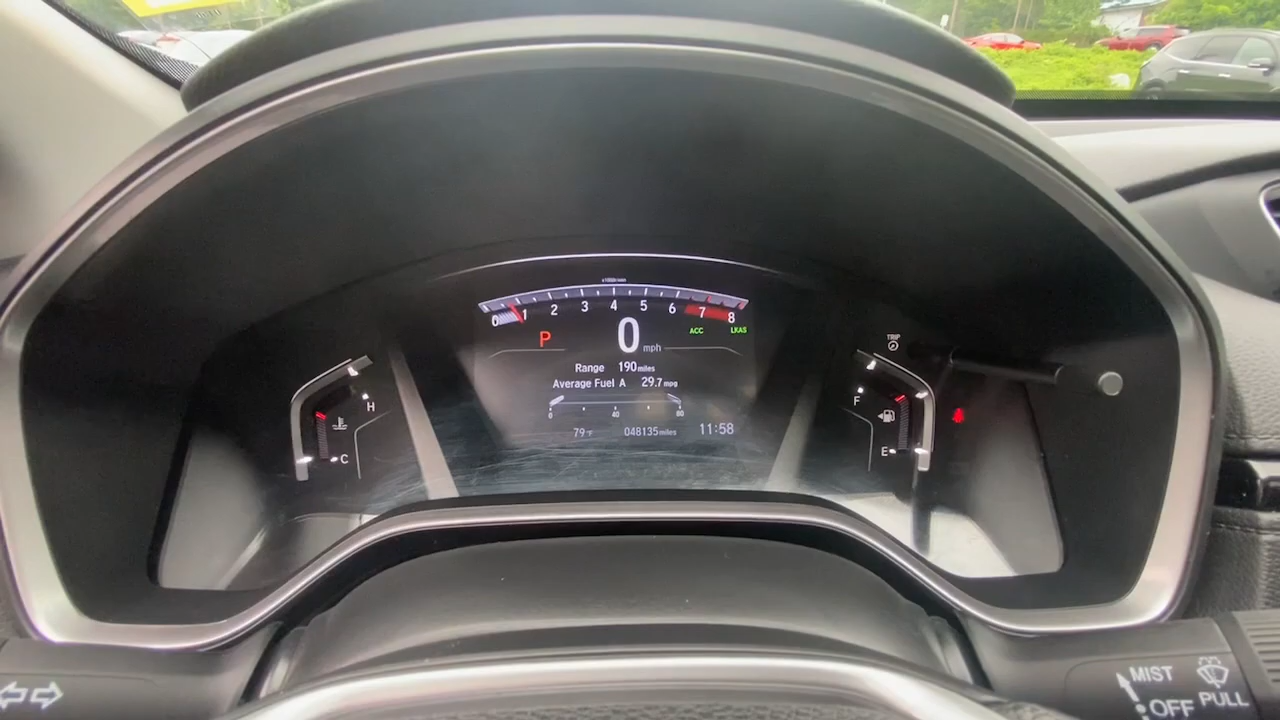 x1000r/min
0 1 2 3 4 5 6 7 8
P
0 mph
ACC
LKAS
Range 190 miles
Average Fuel A 29.7 mpg
0 40 80
79 °F
048135 miles
11:58
H
C
TRIP
F
E
MIST
OFF
PULL